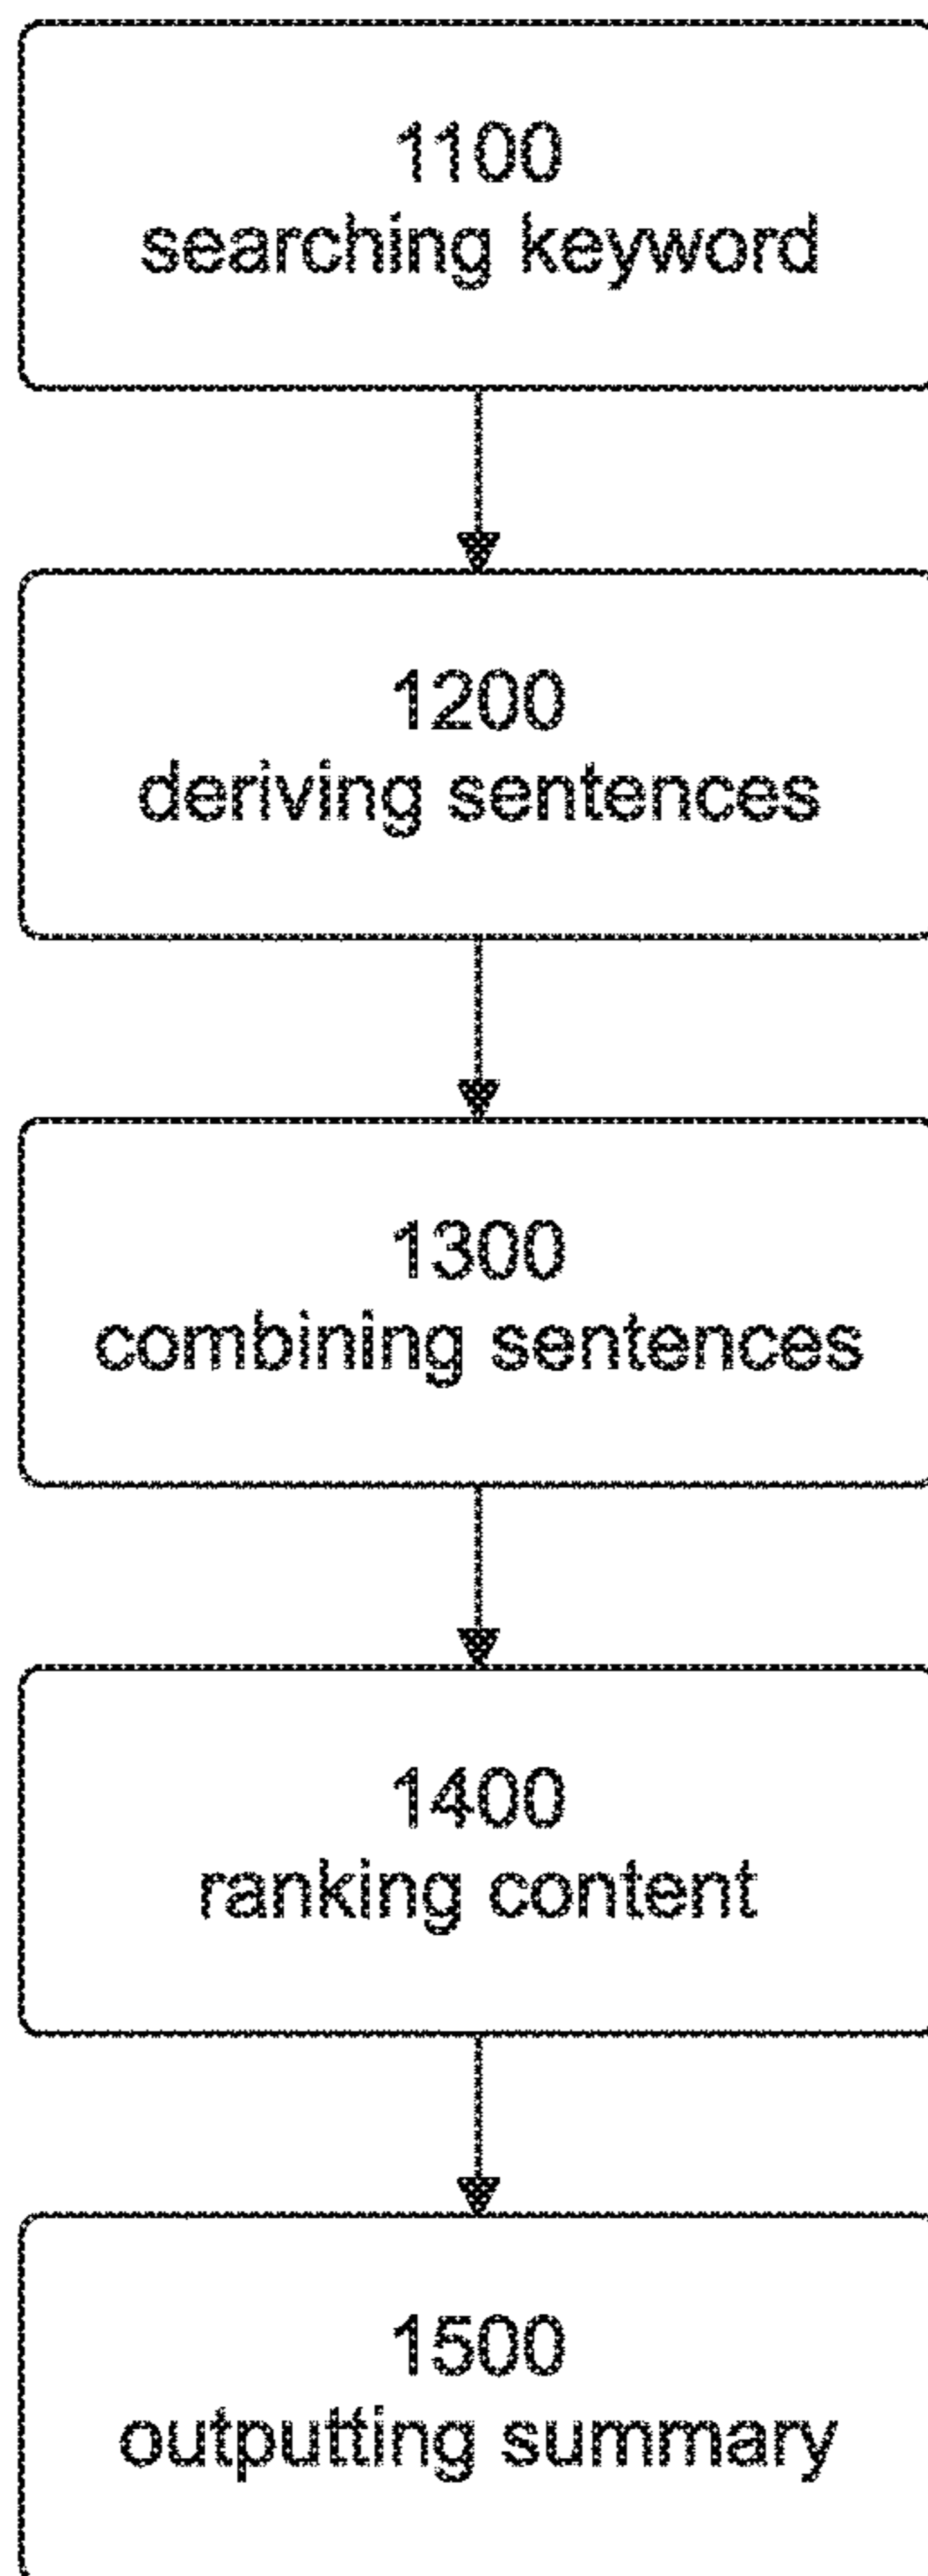 1100
searching keyword
1200
deriving sentences
1300
combining sentences
1400
ranking content
1500
outputting summary